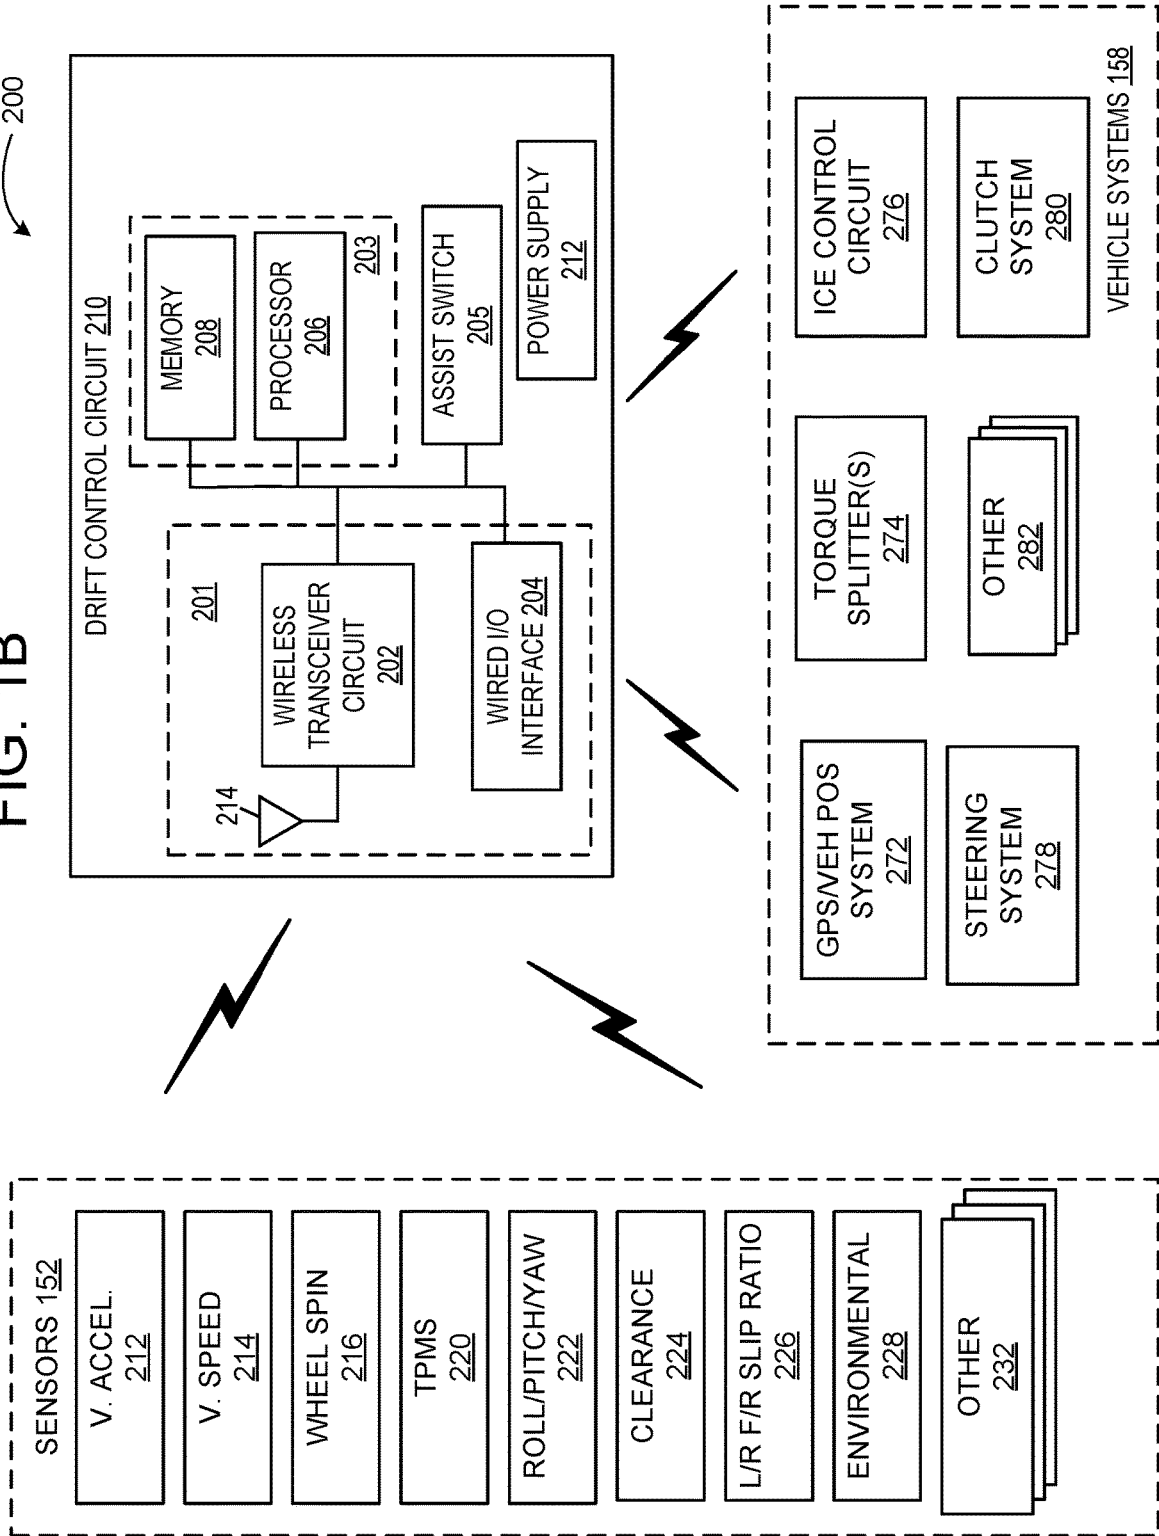 FIG. 1B
200
DRIFT CONTROL CIRCUIT 210
201
214
WIRELESS
TRANSCEIVER
CIRCUIT
202
WIRED I/O
INTERFACE 204
MEMORY
208
PROCESSOR
206
203
ASSIST SWITCH
205
POWER SUPPLY
212
SENSORS 152
V. ACCEL.
212
V. SPEED
214
WHEEL SPIN
216
TPMS
220
ROLL/PITCH/YAW
222
CLEARANCE
224
L/R F/R SLIP RATIO
226
ENVIRONMENTAL
228
OTHER
232
GPS/VEH POS
SYSTEM
272
TORQUE
SPLITTER(S)
274
ICE CONTROL
CIRCUIT
276
STEERING
SYSTEM
278
OTHER
282
CLUTCH
SYSTEM
280
VEHICLE SYSTEMS 158